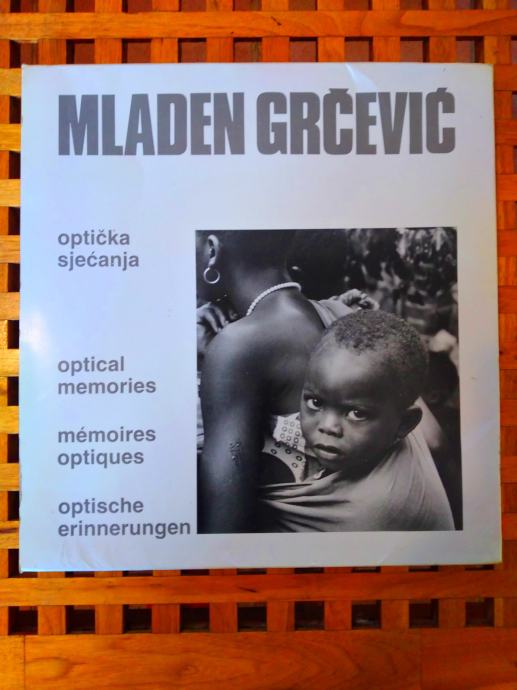 MLADEN GRČEVIĆ
optička
sjećanja
optical
memories
mémoires
optiques
optische
erinnerungen